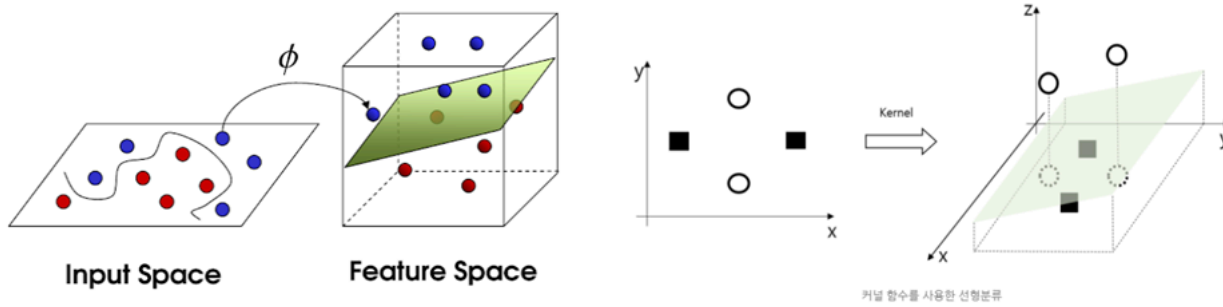 ϕ
Input Space
Feature Space
y
x
Kernel
z
y
x
커널 함수를 사용한 선형분류